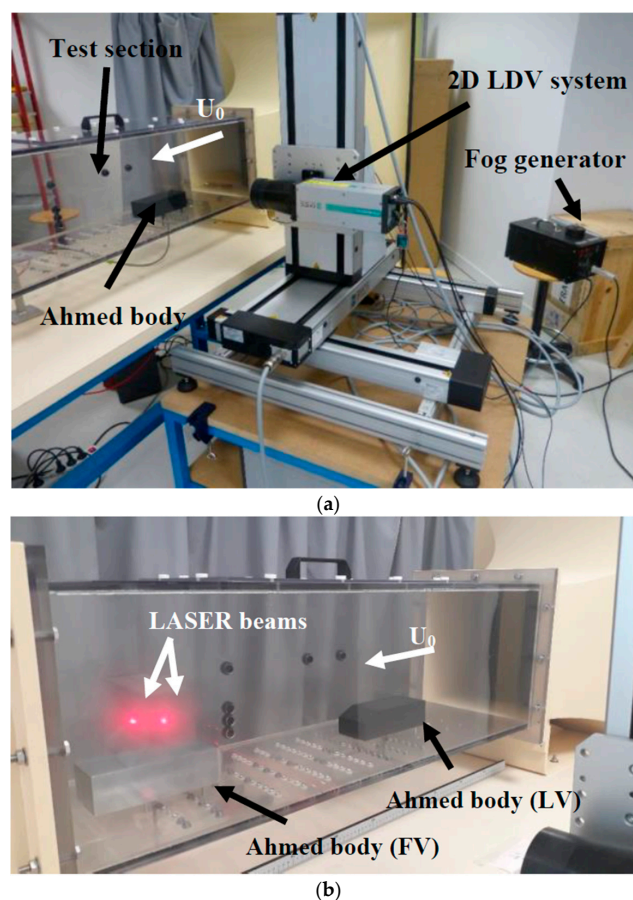 Test section
U₀
2D LDV system
Fog generator
Ahmed body
(a)
LASER beams
U₀
Ahmed body (LV)
Ahmed body (FV)
(b)